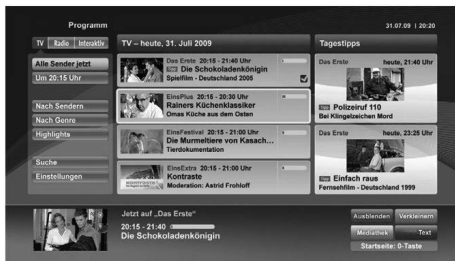 Programm
31.07.09 | 20:20
TV Radio Interaktiv
Alle Sender jetzt
Um 20:15 Uhr
Nach Sendern
Nach Genre
Highlights
Suche
Einstellungen
TV – heute, 31. Juli 2009
Das Erste 20:15 - 21:40 Uhr
Tipp Die Schokoladenkönigin
Spielfilm - Deutschland 2005
EinsPlus 20:15 - 20:30 Uhr
Rainers Küchenklassiker
Omas Küche aus dem Osten
EinsFestival 20:15 - 21:00 Uhr
Die Murmeltiere von Kasach...
Tierdokumentation
EinsExtra 20:00 - 21:00 Uhr
Kontraste
Moderation: Astrid Frohloff
KONTRASTE
Tagestipps
Das Erste heute, 21:40 Uhr
Tipp Polizeiruf 110
Bei Klingelzeichen Mord
Das Erste heute, 23:25 Uhr
Tipp Einfach raus
Fernsehfilm - Deutschland 1999
Jetzt auf „Das Erste“
20:15 - 21:40
Die Schokoladenkönigin
Ausblenden Verkleinern
Mediathek Text
Startseite: 0-Taste